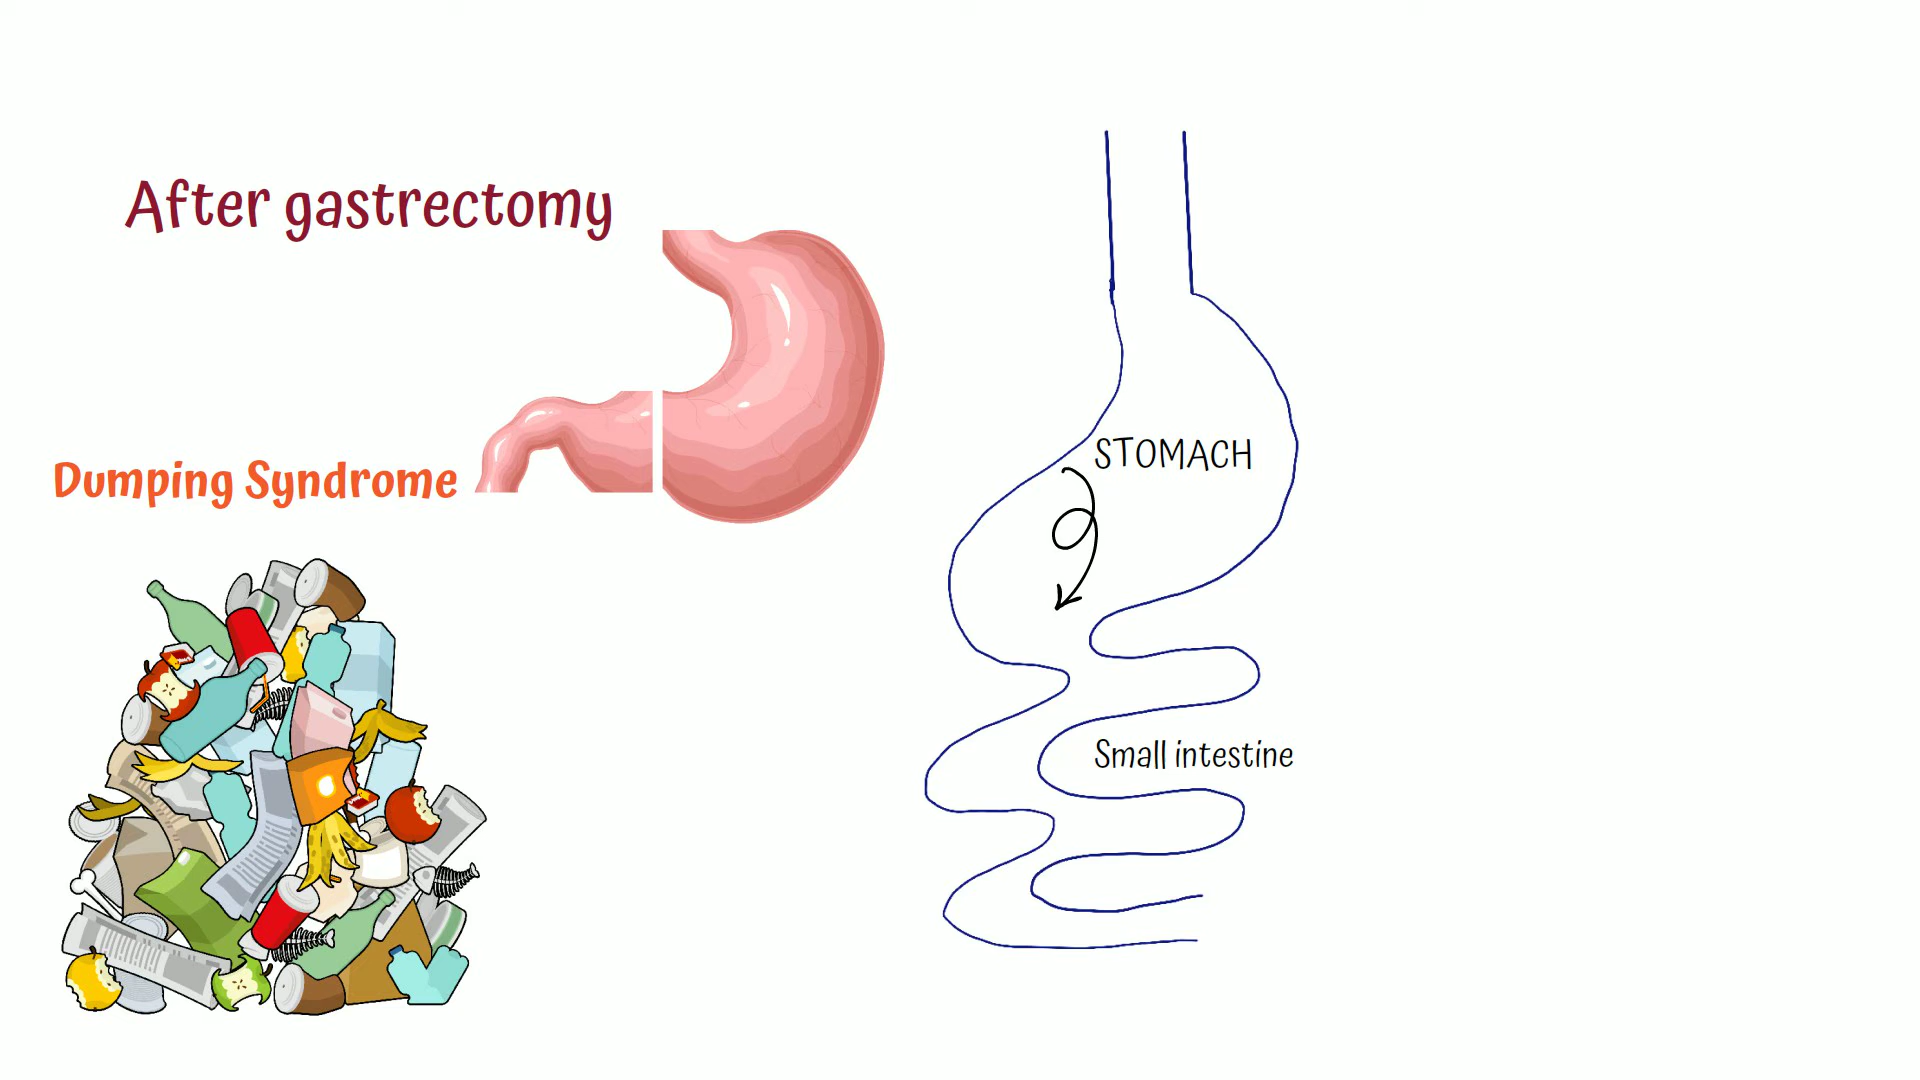 After gastrectomy
Dumping Syndrome
STOMACH
Small intestine